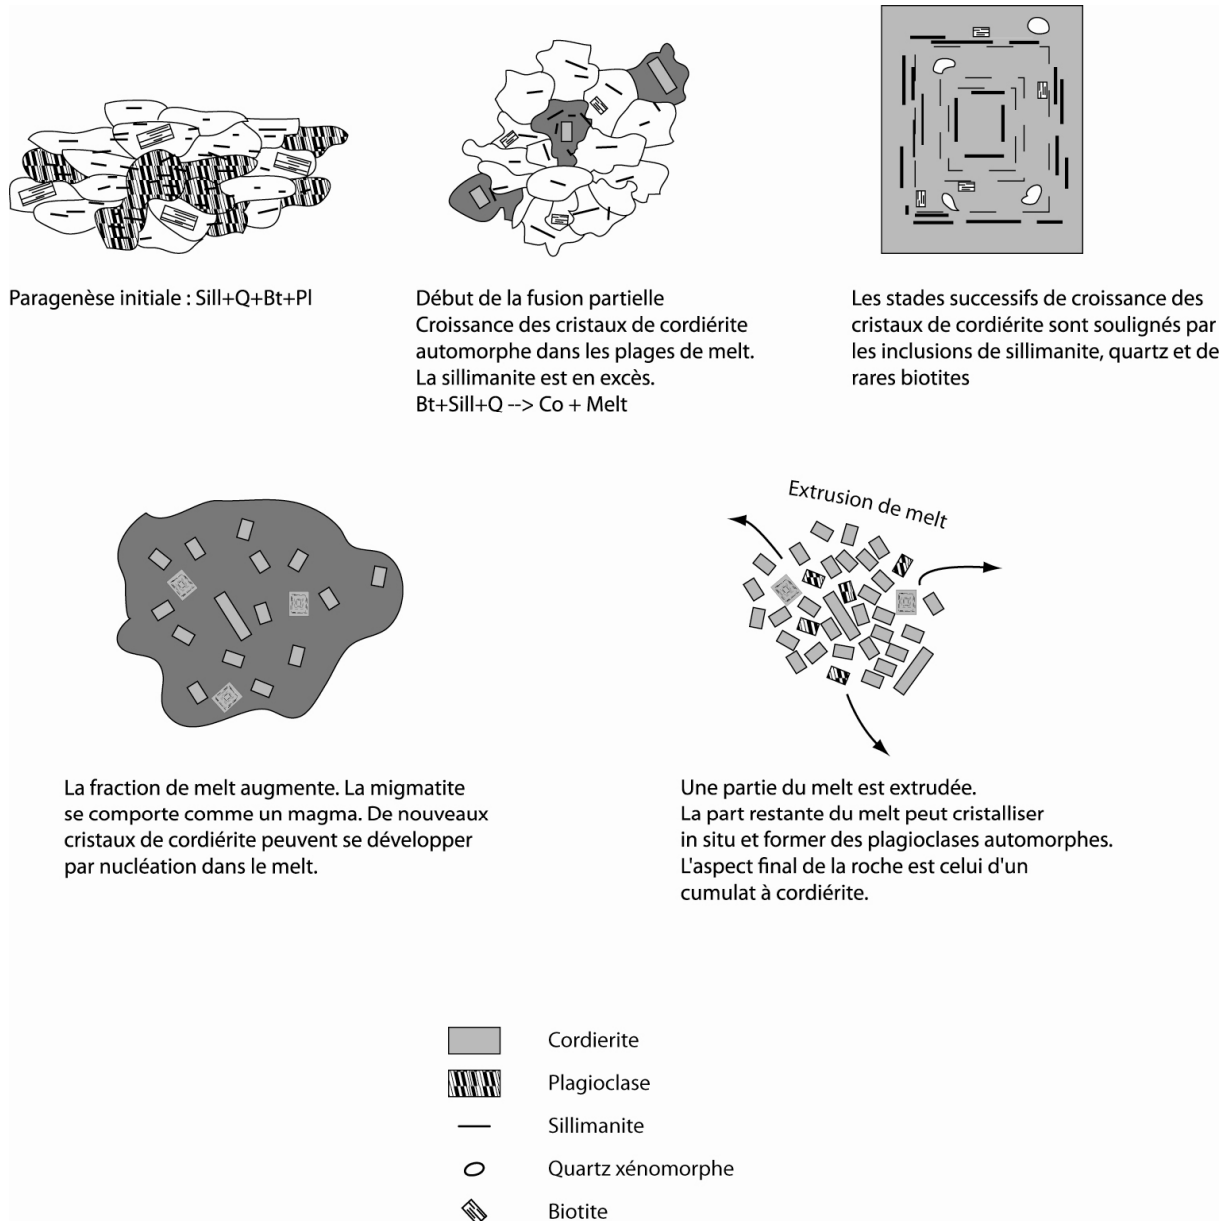 Paragenèse initiale : Sill+Q+Bt+Pl
Début de la fusion partielle
Croissance des cristaux de cordiérite
automorphe dans les plages de melt.
La sillimanite est en excès.
Bt+Sill+Q --> Co + Melt
Les stades successifs de croissance des
cristaux de cordiérite sont soulignés par
les inclusions de sillimanite, quartz et de
rares biotites
Extrusion de melt
La fraction de melt augmente. La migmatite
se comporte comme un magma. De nouveaux
cristaux de cordiérite peuvent se développer
par nucléation dans le melt.
Une partie du melt est extrudée.
La part restante du melt peut cristalliser
in situ et former des plagioclases automorphes.
L'aspect final de la roche est celui d'un
cumulat à cordiérite.
Cordierite
Plagioclase
Sillimanite
Quartz xénomorphe
Biotite